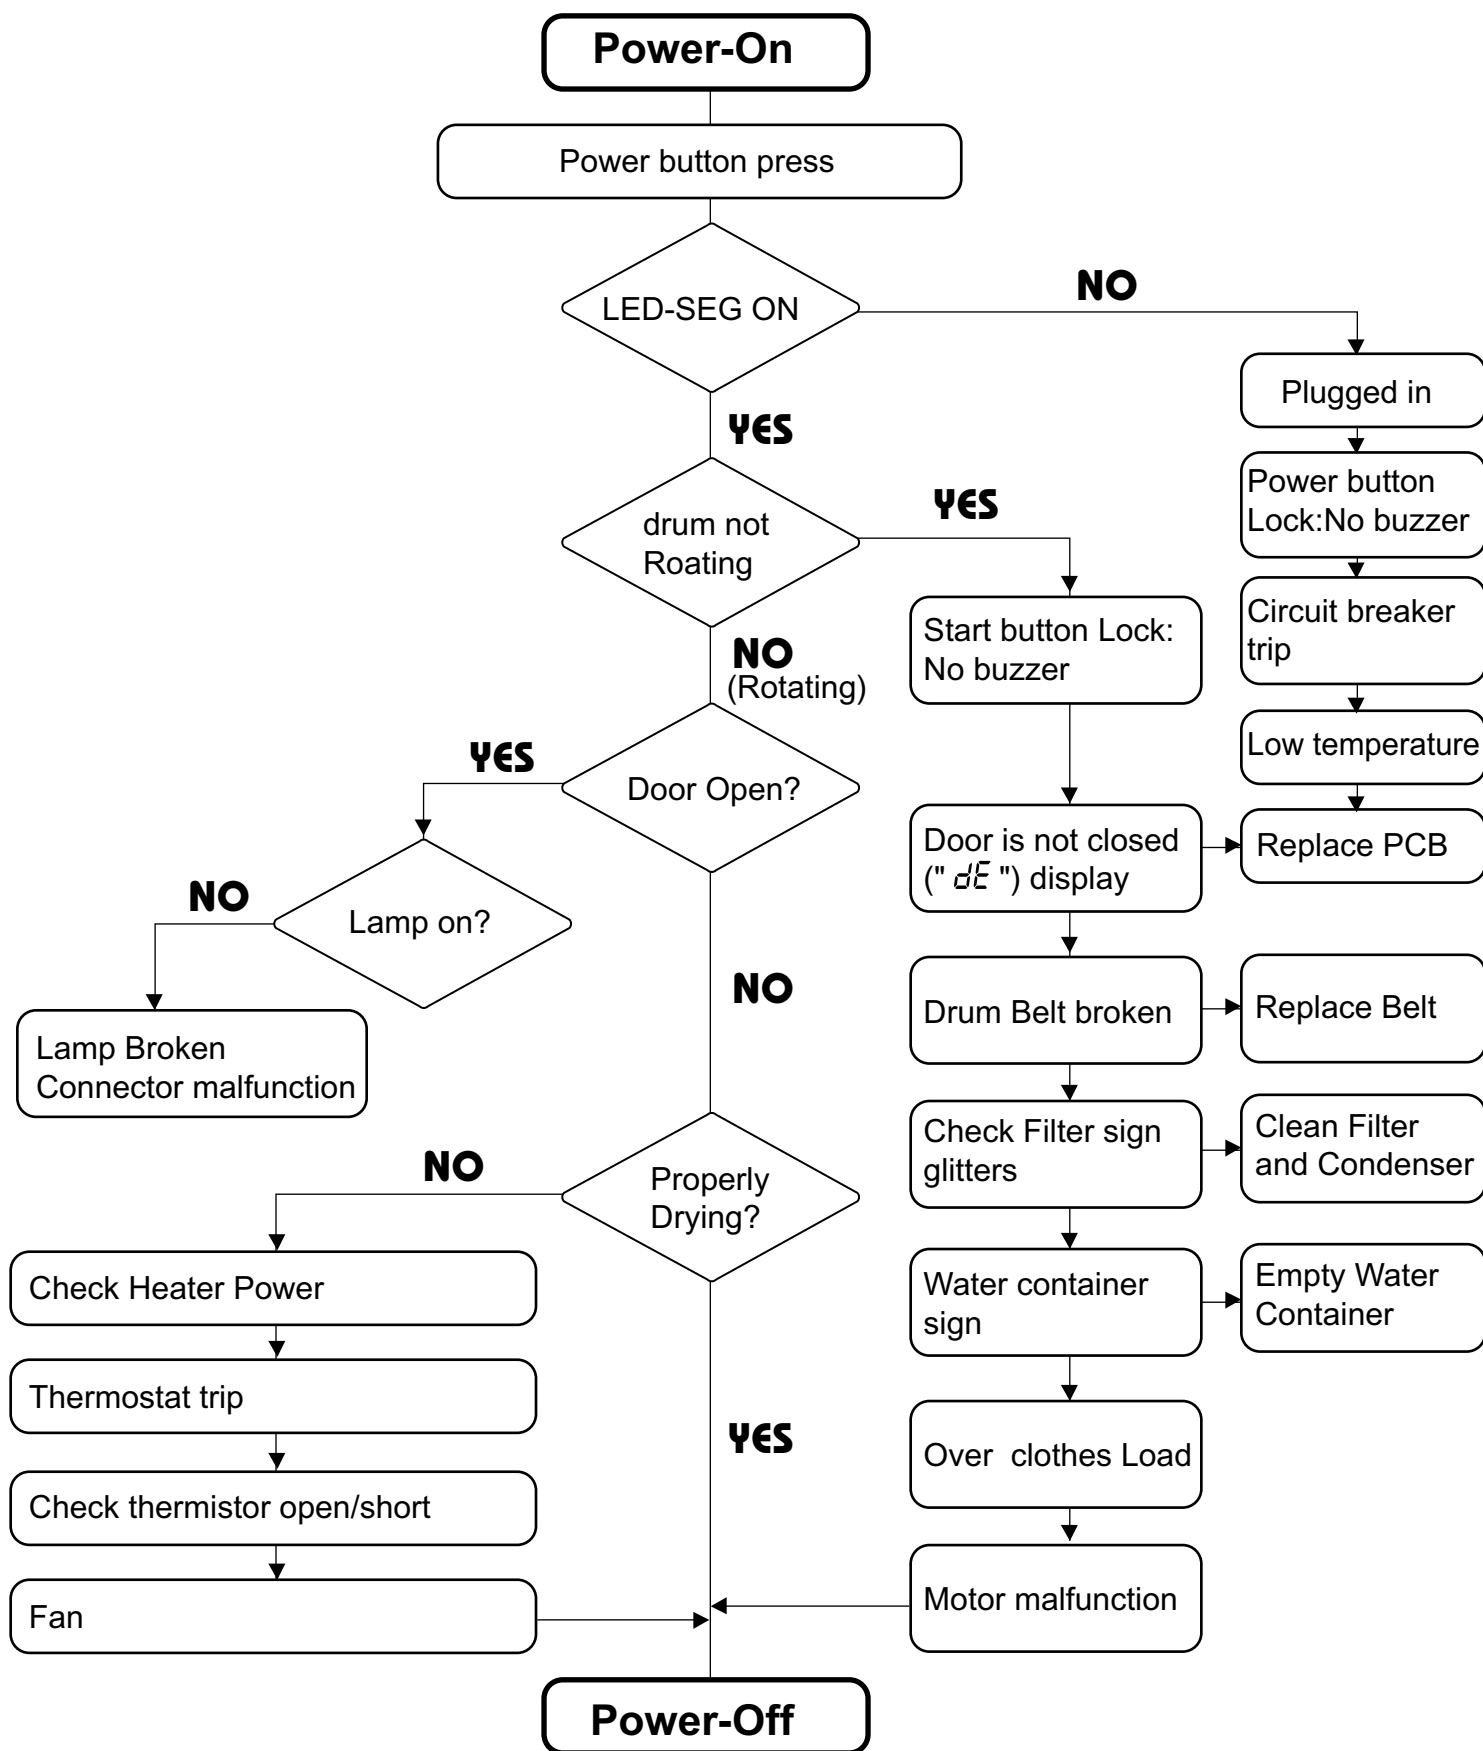 Power-On
Power button press
LED-SEG ON
NO
Plugged in
YES
Power button
Lock:No buzzer
drum not
Roating
YES
Circuit breaker
trip
Start button Lock:
No buzzer
NO
(Rotating)
Low temperature
YES
Door Open?
Door is not closed
(" dE ") display
Replace PCB
NO
Lamp on?
NO
Drum Belt broken
Replace Belt
Lamp Broken
Connector malfunction
Check Filter sign
glitters
Clean Filter
and Condenser
NO
Properly
Drying?
Check Heater Power
Water container
sign
Empty Water
Container
Thermostat trip
YES
Over  clothes Load
Check thermistor open/short
Fan
Motor malfunction
Power-Off